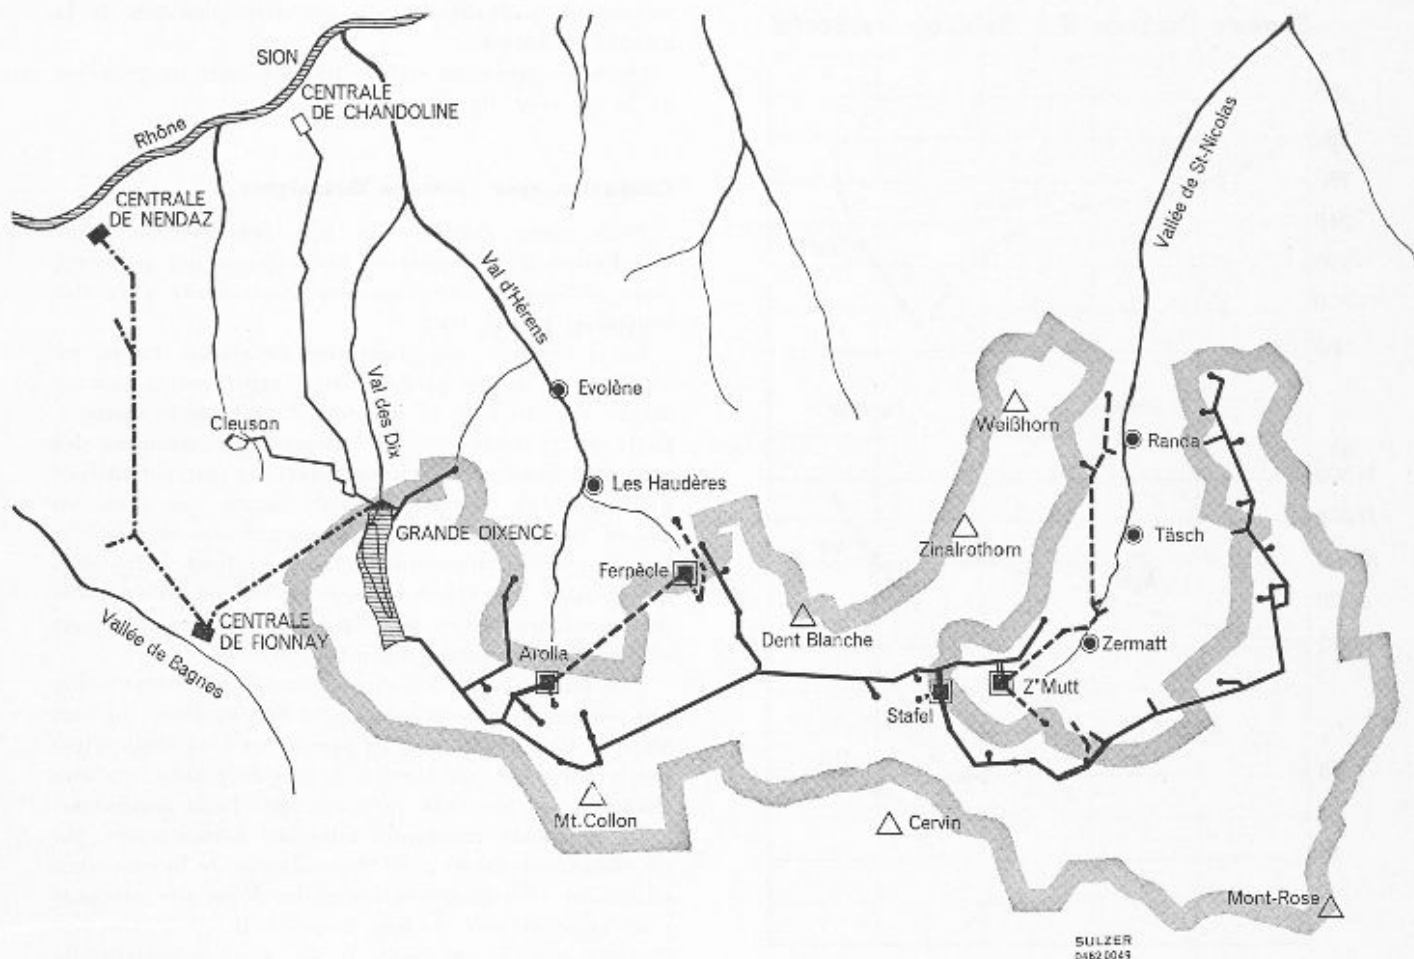 SION
CENTRALE
DE CHANDOLINE
Rhône
CENTRALE
DE NENDAZ
Vallée de St-Nicolas
Val d'Hérens
Val des Dix
Evolène
Cleuson
Weißhorn
Randa
Les Haudères
GRANDE DIXENCE
Zinalrothorn
Täsch
Ferpècle
CENTRALE
DE FIONNAY
Vallée de Bagnes
Dent Blanche
Zermatt
Arolla
Z'Mutt
Stafel
Mt.Collon
Cervin
Mont-Rose
SULZER
04620049